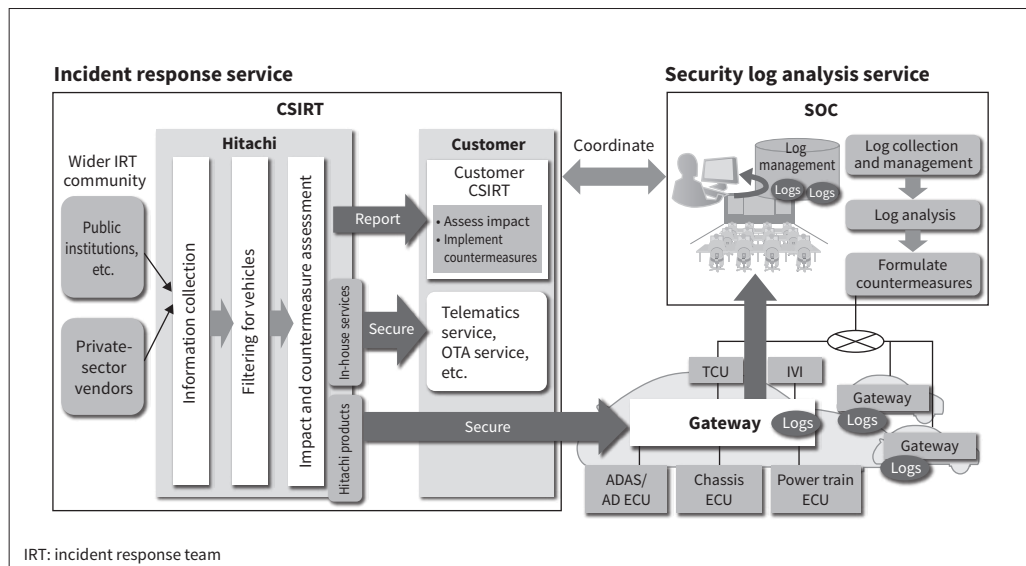 Incident response service
CSIRT
Hitachi
Wider IRT
community
Public
institutions,
etc.
Private-
sector
vendors
Information collection
Filtering for vehicles
Impact and countermeasure assessment
Report
In-house services
Secure
Hitachi products
Secure
Customer
Customer
CSIRT
• Assess impact
• Implement
countermeasures
Telematics
service,
OTA service,
etc.
Coordinate
Security log analysis service
SOC
Log
management
Logs
Logs
Log collection
and management
Log analysis
Formulate
countermeasures
TCU
IVI
Gateway
Logs
ADAS/
AD ECU
Chassis
ECU
Power train
ECU
Gateway
Logs
Gateway
Logs
IRT: incident response team